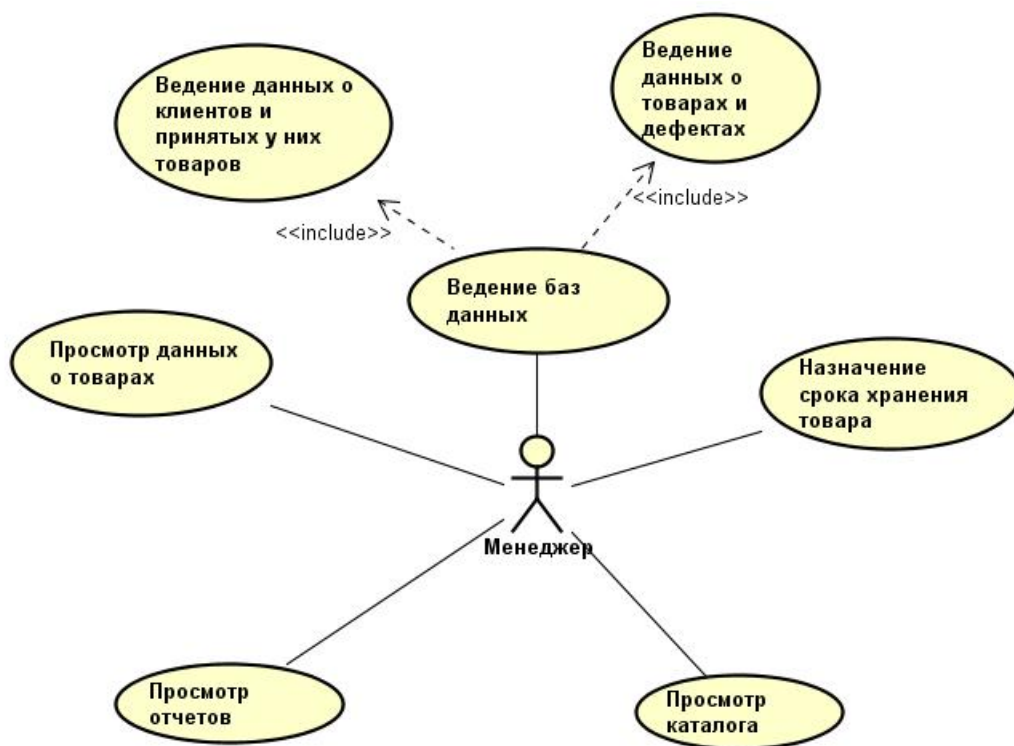 Ведение данных о
клиентов и
принятых у них
товаров
Ведение
данных о
товарах и
дефектах
<<include>>
<<include>>
Ведение баз
данных
Просмотр данных
о товарах
Назначение
срока хранения
товара
Менеджер
Просмотр
отчетов
Просмотр
каталога